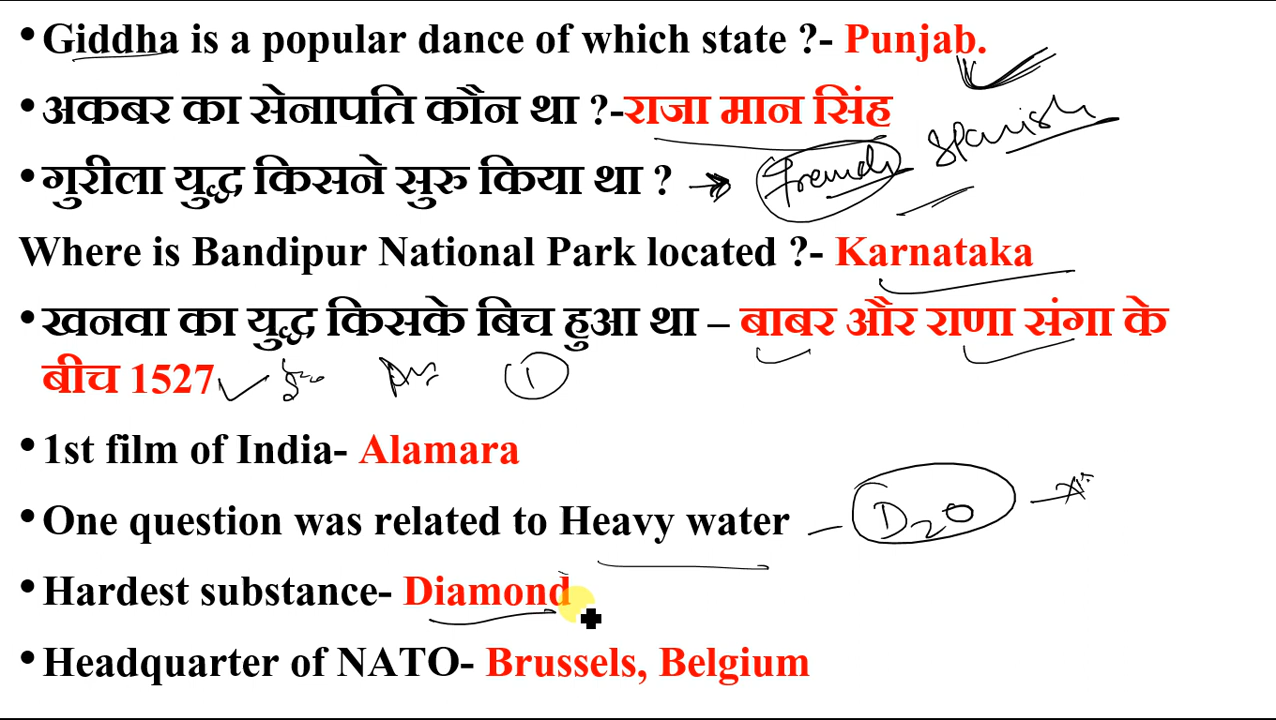 •Giddha is a popular dance of which state ?- Punjab.
•अकबर का सेनापति कौन था ?-राजा मान सिंह
•गुरीला युद्ध किसने सुरु किया था ? → French - Spanish
Where is Bandipur National Park located ?- Karnataka
•खनवा का युद्ध किसके बिच हुआ था – बाबर और राणा संगा के
बीच 1527 ①
•1st film of India- Alamara
•One question was related to Heavy water – D2O
•Hardest substance- Diamond
•Headquarter of NATO- Brussels, Belgium